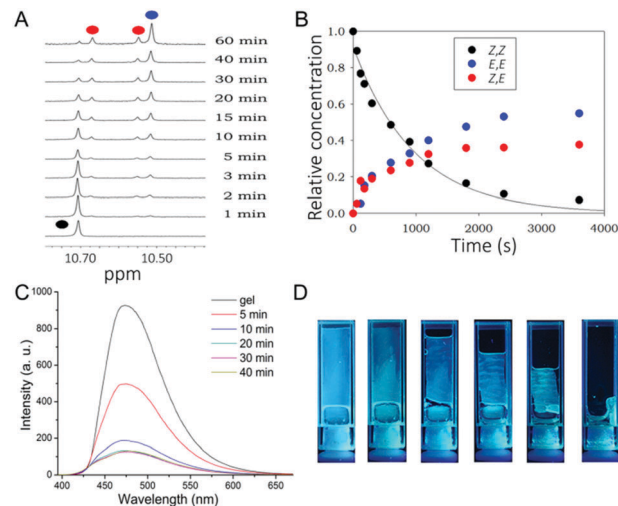 A
60 min
40 min
30 min
20 min
15 min
10 min
5 min
3 min
2 min
1 min
10.70
10.50
ppm
B
Relative concentration
1.0
0.8
0.6
0.4
0.2
0.0
Z,Z
E,E
Z,E
0
1000
2000
3000
4000
Time (s)
C
Intensity (a. u.)
1000
800
600
400
200
0
gel
5 min
10 min
20 min
30 min
40 min
400
450
500
550
600
650
Wavelength (nm)
D